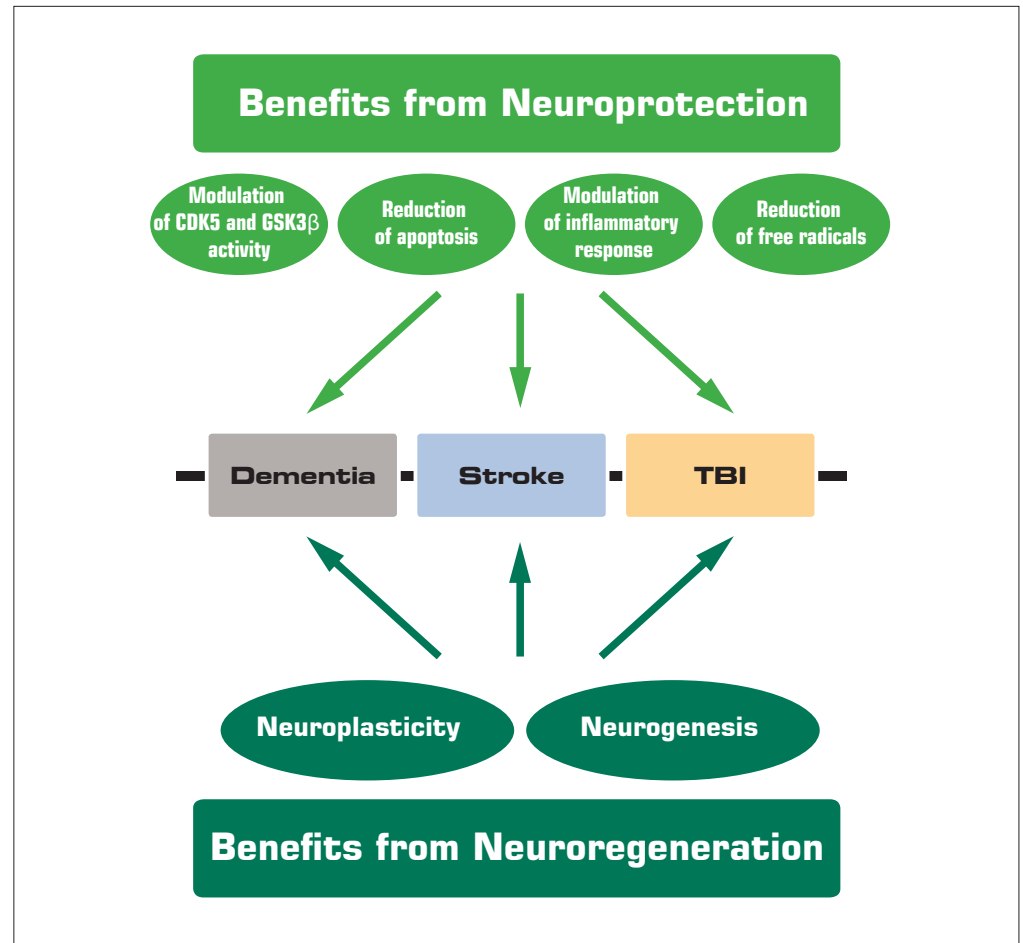 Benefits from Neuroprotection
Modulation
of CDK5 and GSK3β
activity
Reduction
of apoptosis
Modulation
of inflammatory
response
Reduction
of free radicals
Dementia
Stroke
TBI
Neuroplasticity
Neurogenesis
Benefits from Neuroregeneration